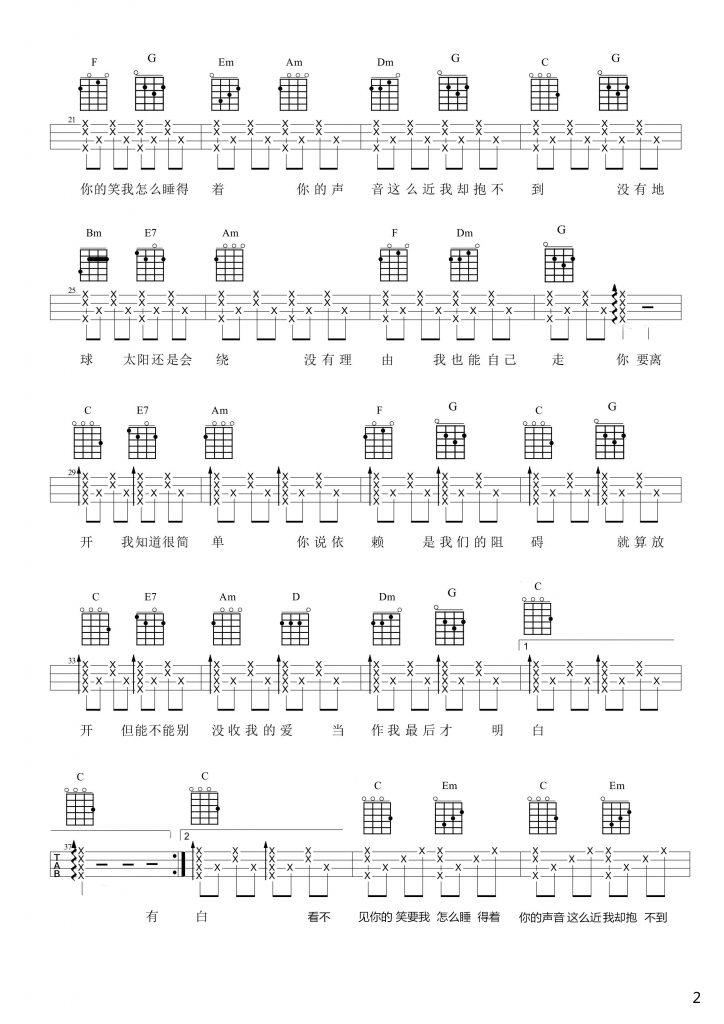 F G Em Am Dm G C G
21
你的笑我怎么睡得 着 你的声 音这么近我却抱不 到 没有地
Bm E7 Am F Dm G
25
球 太阳还是会 绕 没有理 由 我也能自己 走 你要离
C E7 Am F G C G
29
开 我知道很简 单 你说依 赖 是我们的阻 碍 就算放
C E7 Am D Dm G C
33
1
开 但能不能别 没收我的爱 当 作我最后才 明 白
C C C Em C Em
37
2
TAB
有 白 看不 见你的 笑要我 怎么睡 得着 你的声音这么近我却抱 不到
2